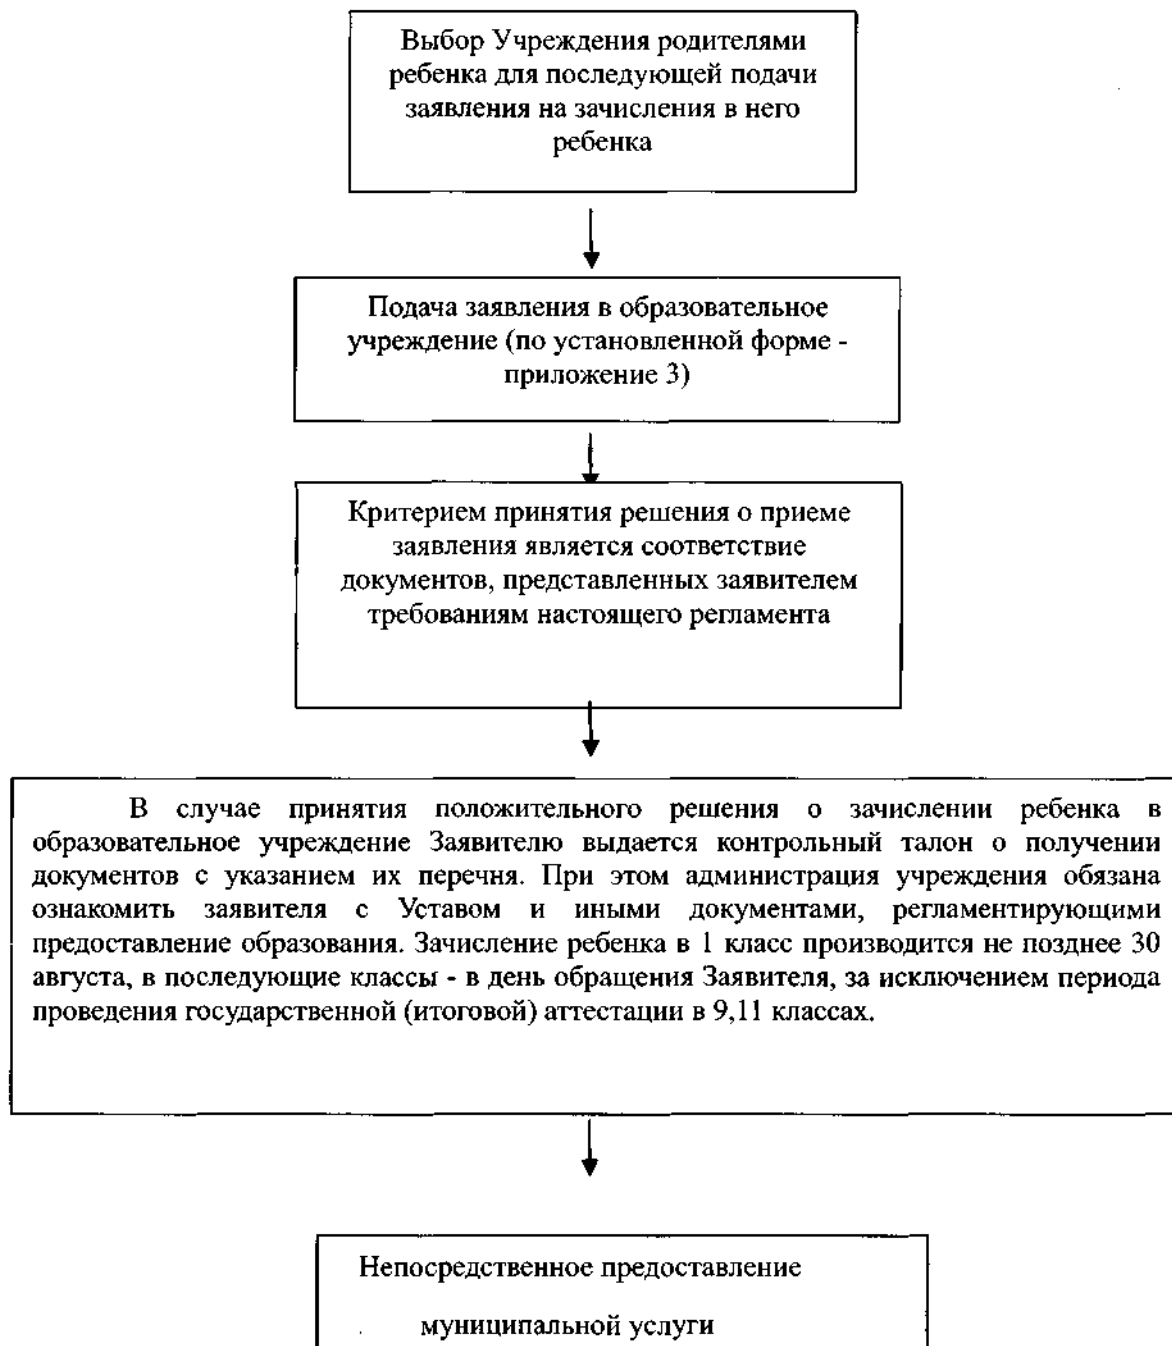 Выбор Учреждения родителями
ребенка для последующей подачи
заявления на зачисления в него
ребенка
Подача заявления в образовательное
учреждение (по установленной форме -
приложение 3)
Критерием принятия решения о приеме
заявления является соответствие
документов, представленных заявителем
требованиям настоящего регламента
В случае принятия положительного решения о зачислении ребенка в
образовательное учреждение Заявителю выдается контрольный талон о получении
документов с указанием их перечня. При этом администрация учреждения обязана
ознакомить заявителя с Уставом и иными документами, регламентирующими
предоставление образования. Зачисление ребенка в 1 класс производится не позднее 30
августа, в последующие классы - в день обращения Заявителя, за исключением периода
проведения государственной (итоговой) аттестации в 9,11 классах.
Непосредственное предоставление
муниципальной услуги